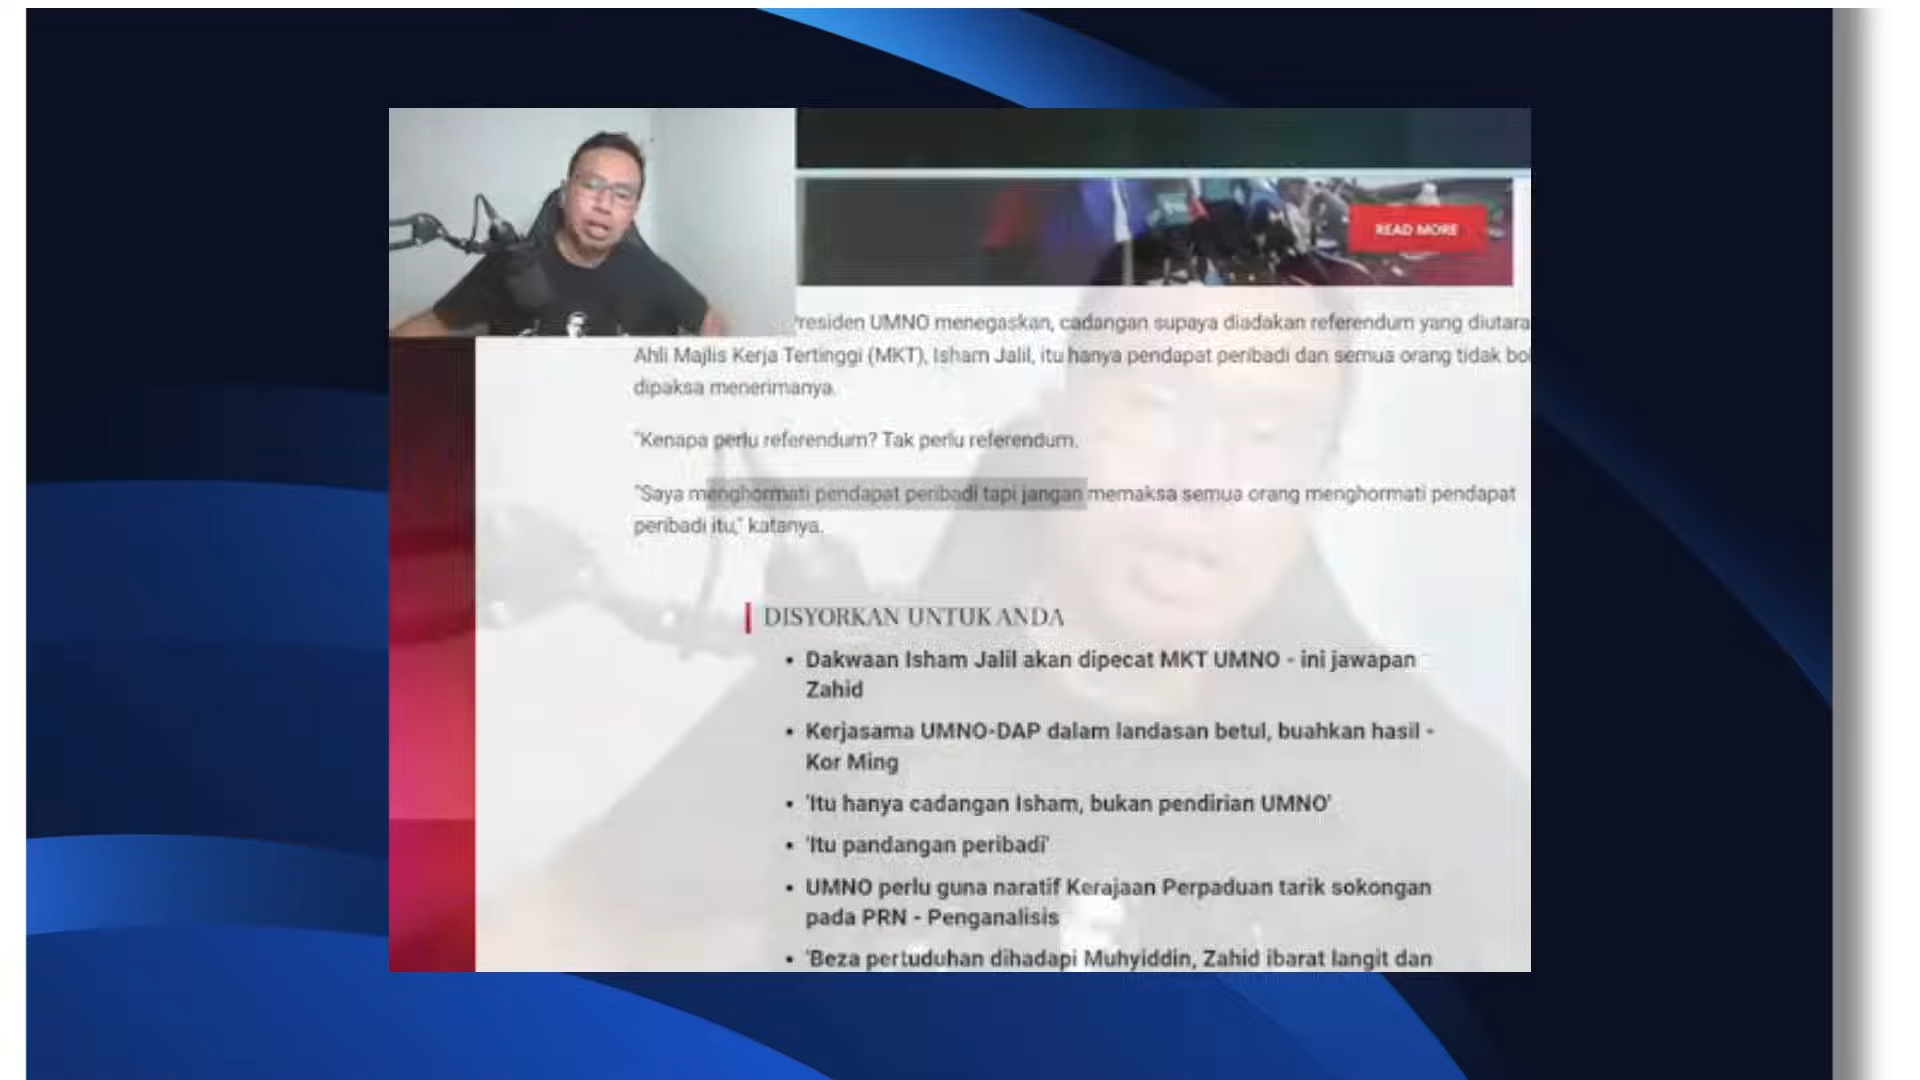 READ MORE
Presiden UMNO menegaskan, cadangan supaya diadakan referendum yang diutara
Ahli Majlis Kerja Tertinggi (MKT), Isham Jalil, itu hanya pendapat peribadi dan semua orang tidak bol
dipaksa menerimanya.
"Kenapa perlu referendum? Tak perlu referendum.
"Saya menghormati pendapat peribadi tapi jangan memaksa semua orang menghormati pendapat
peribadi itu," katanya.
DISYORKAN UNTUK ANDA
• Dakwaan Isham Jalil akan dipecat MKT UMNO - ini jawapan
Zahid
• Kerjasama UMNO-DAP dalam landasan betul, buahkan hasil -
Kor Ming
• 'Itu hanya cadangan Isham, bukan pendirian UMNO'
• 'Itu pandangan peribadi'
• UMNO perlu guna naratif Kerajaan Perpaduan tarik sokongan
pada PRN - Penganalisis
• 'Beza pertuduhan dihadapi Muhyiddin, Zahid ibarat langit dan